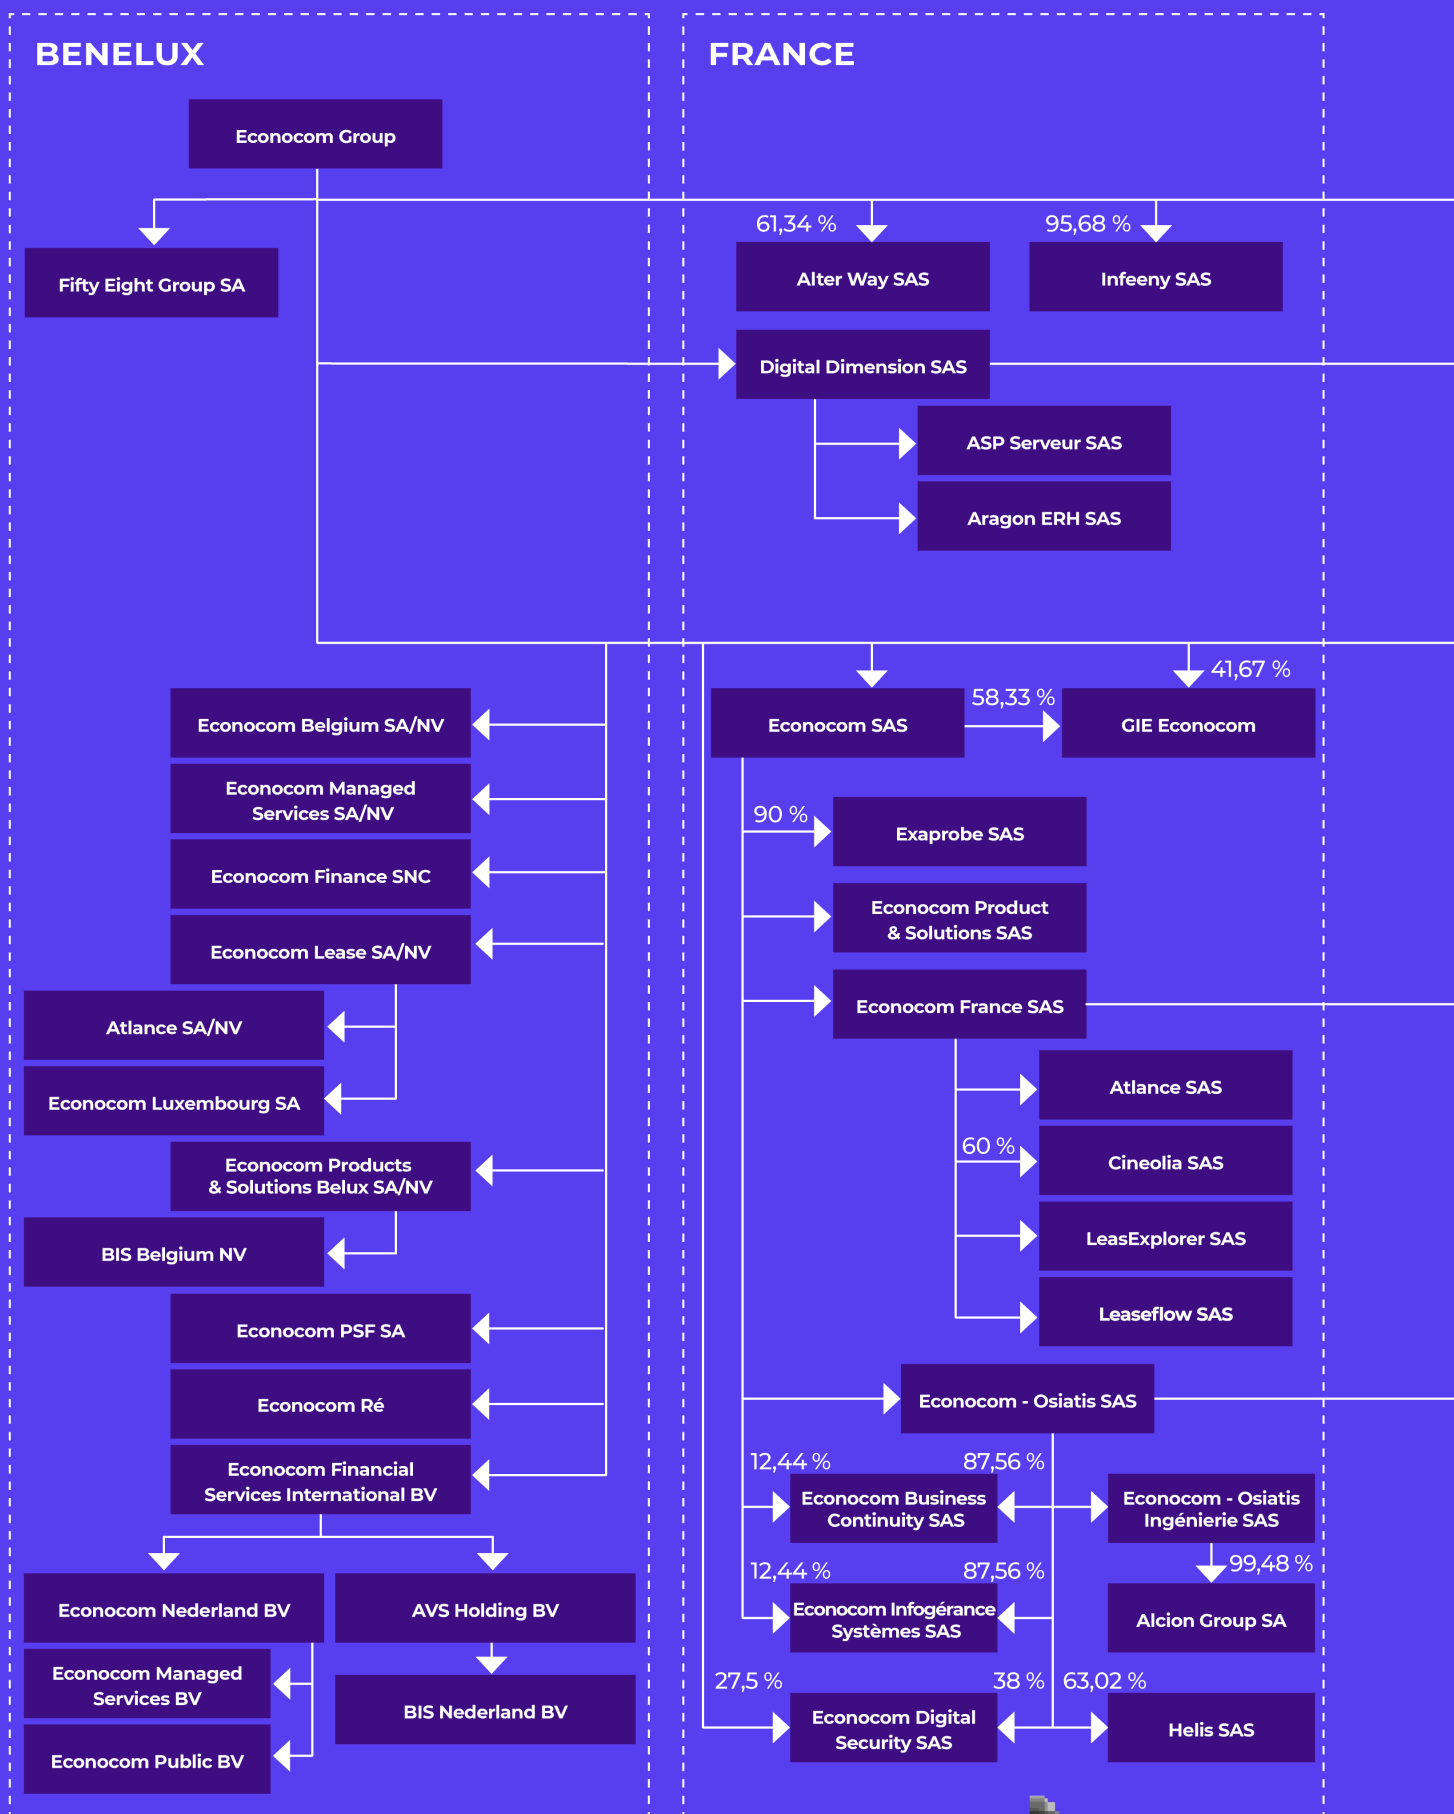 BENELUX
Econocom Group
Fifty Eight Group SA
Econocom Belgium SA/NV
Econocom Managed
Services SA/NV
Econocom Finance SNC
Econocom Lease SA/NV
Atlance SA/NV
Econocom Luxembourg SA
Econocom Products
& Solutions Belux SA/NV
BIS Belgium NV
Econocom PSF SA
Econocom Ré
Econocom Financial
Services International BV
Econocom Nederland BV
AVS Holding BV
Econocom Managed
Services BV
BIS Nederland BV
Econocom Public BV
FRANCE
61,34 %
95,68 %
Alter Way SAS
Infeeny SAS
Digital Dimension SAS
ASP Serveur SAS
Aragon ERH SAS
41,67 %
58,33 %
Econocom SAS
GIE Econocom
90 %
Exaprobe SAS
Econocom Product
& Solutions SAS
Econocom France SAS
Atlance SAS
60 %
Cineolia SAS
LeasExplorer SAS
Leaseflow SAS
Econocom - Osiatis SAS
12,44 %
87,56 %
Econocom Business
Continuity SAS
Econocom - Osiatis
Ingénierie SAS
99,48 %
12,44 %
87,56 %
Econocom Infogérance
Systèmes SAS
Alcion Group SA
27,5 %
38 %
63,02 %
Econocom Digital
Security SAS
Helis SAS